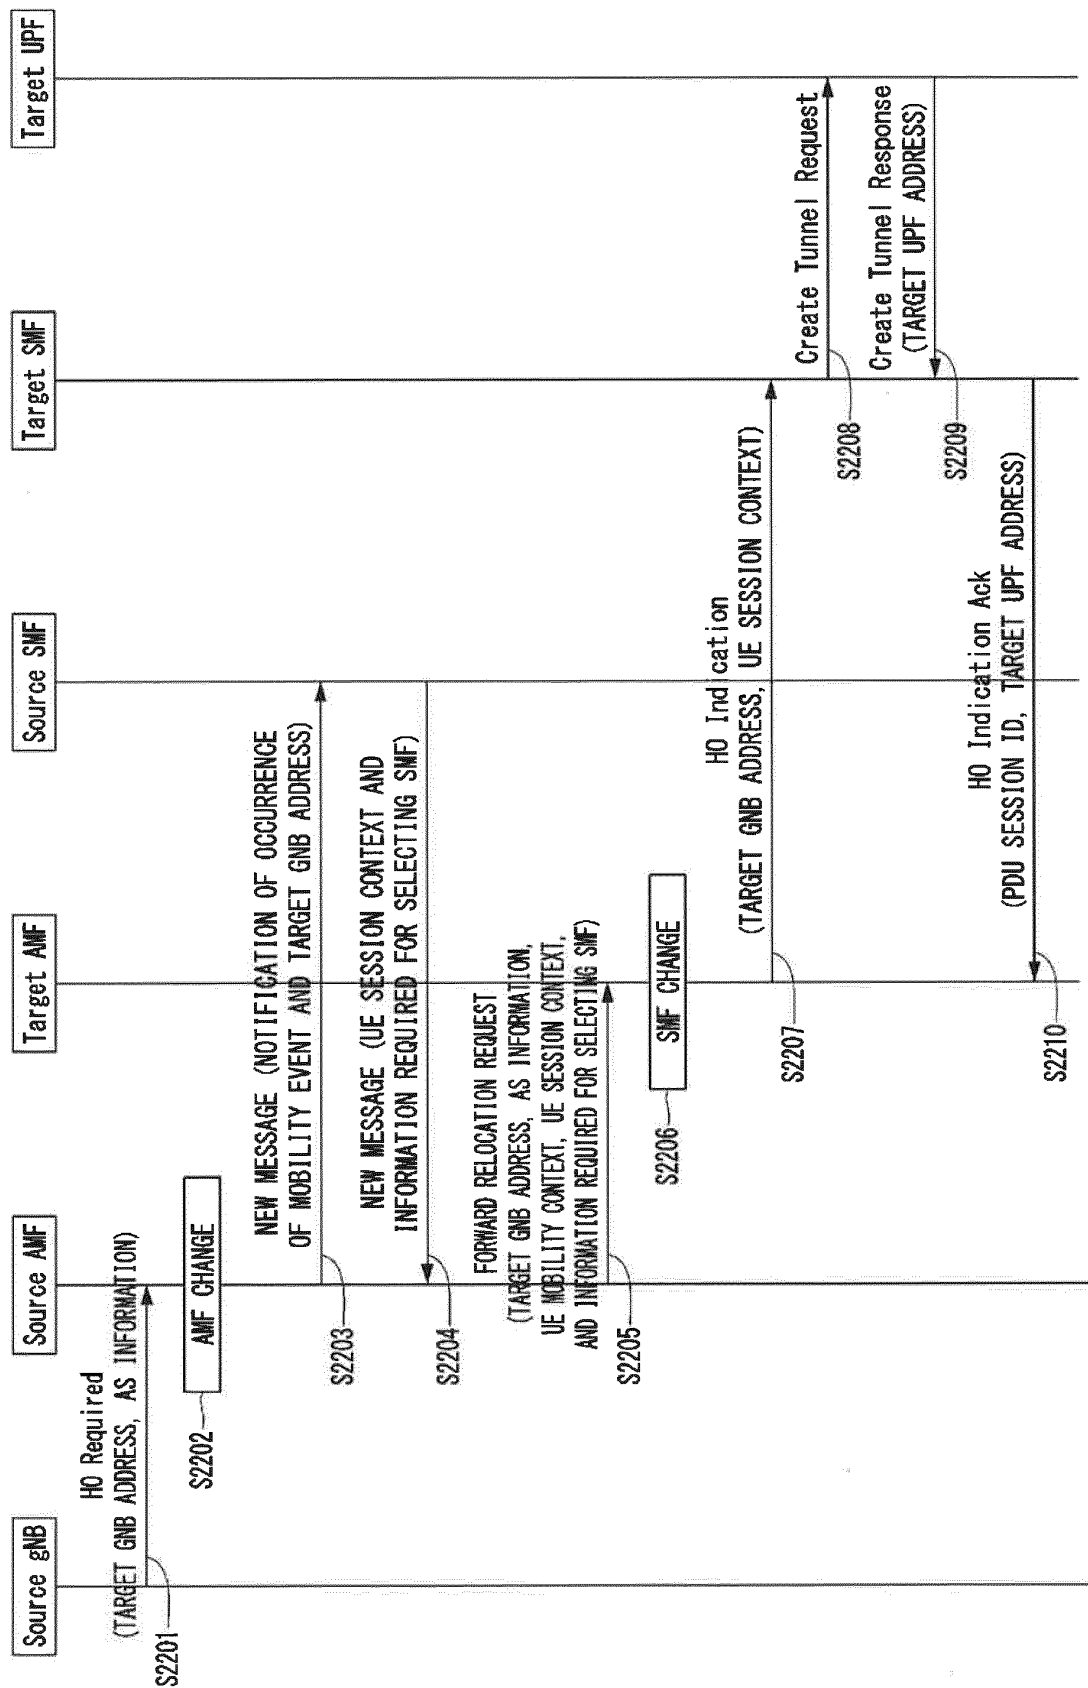 Source gNB
Source AMF
Target AMF
Source SMF
Target SMF
Target UPF
HO Required
(TARGET GNB ADDRESS, AS INFORMATION)
S2201
AMF CHANGE
S2202
NEW MESSAGE (NOTIFICATION OF OCCURRENCE
OF MOBILITY EVENT AND TARGET GNB ADDRESS)
S2203
NEW MESSAGE (UE SESSION CONTEXT AND
INFORMATION REQUIRED FOR SELECTING SMF)
S2204
FORWARD RELOCATION REQUEST
(TARGET GNB ADDRESS, AS INFORMATION,
UE MOBILITY CONTEXT, UE SESSION CONTEXT,
AND INFORMATION REQUIRED FOR SELECTING SMF)
S2205
SMF CHANGE
S2206
HO Indication
(TARGET GNB ADDRESS, UE SESSION CONTEXT)
S2207
Create Tunnel Request
S2208
Create Tunnel Response
(TARGET UPF ADDRESS)
S2209
HO Indication Ack
(PDU SESSION ID, TARGET UPF ADDRESS)
S2210